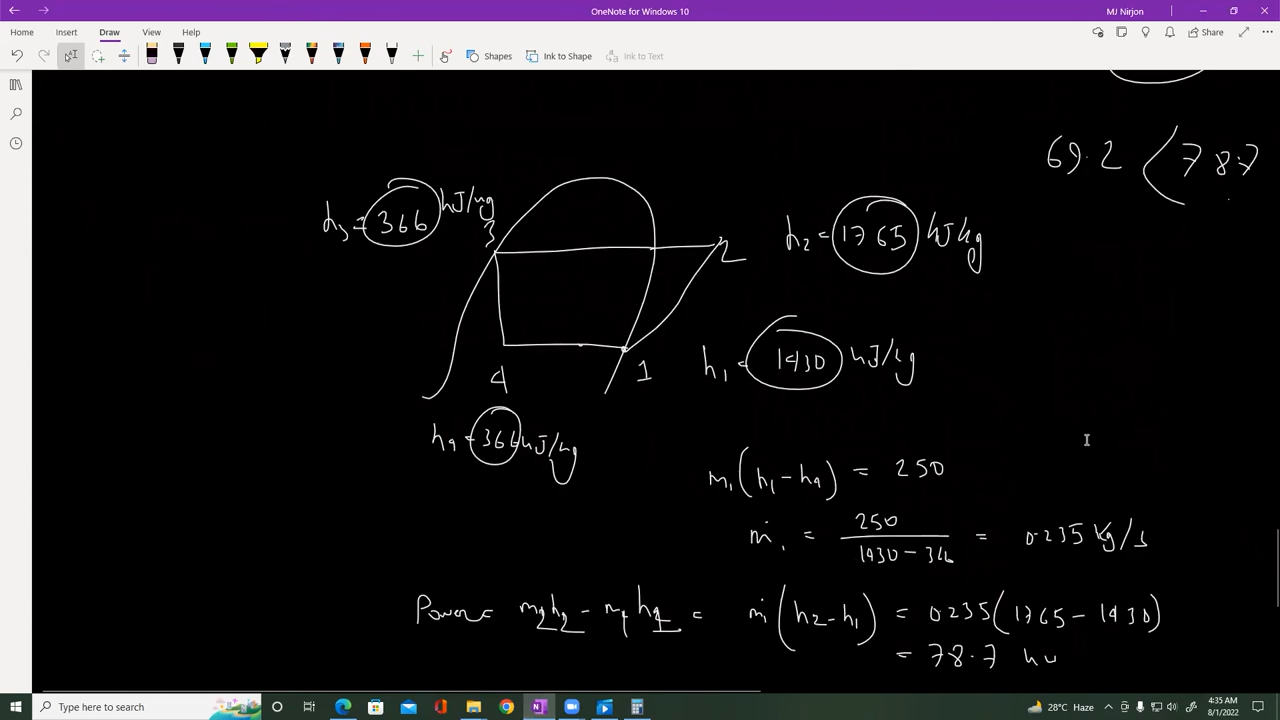 OneNote for Windows 10
MJ Nirjon
Home Insert Draw View Help
Share
Shapes Ink to Shape Ink to Text
69.2 < 78.7
h3 = 366 kJ/kg
3
2
h2 = 1765 kJ/kg
4
1
h1 = 1430 kJ/kg
h4 = 366 kJ/kg
m1 (h1 - h4) = 250
ṁ1 = 250 / 1430 - 366 = 0.235 kg/s
Power = m2h2 - m1h1 = ṁ (h2 - h1) = 0.235 (1765 - 1430)
= 78.7 kw
Type here to search
28°C Haze
4:35 AM
8/1/2022